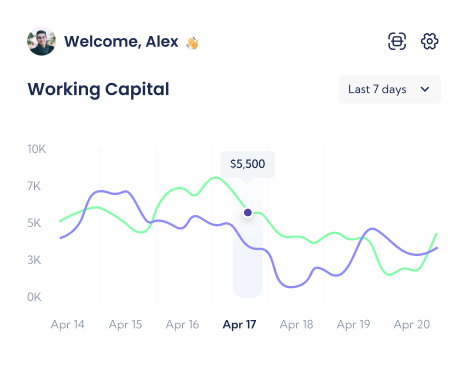 Welcome, Alex 👋
Working Capital
Last 7 days
10K
$5,500
7K
5K
3K
0K
Apr 14 Apr 15 Apr 16 Apr 17 Apr 18 Apr 19 Apr 20